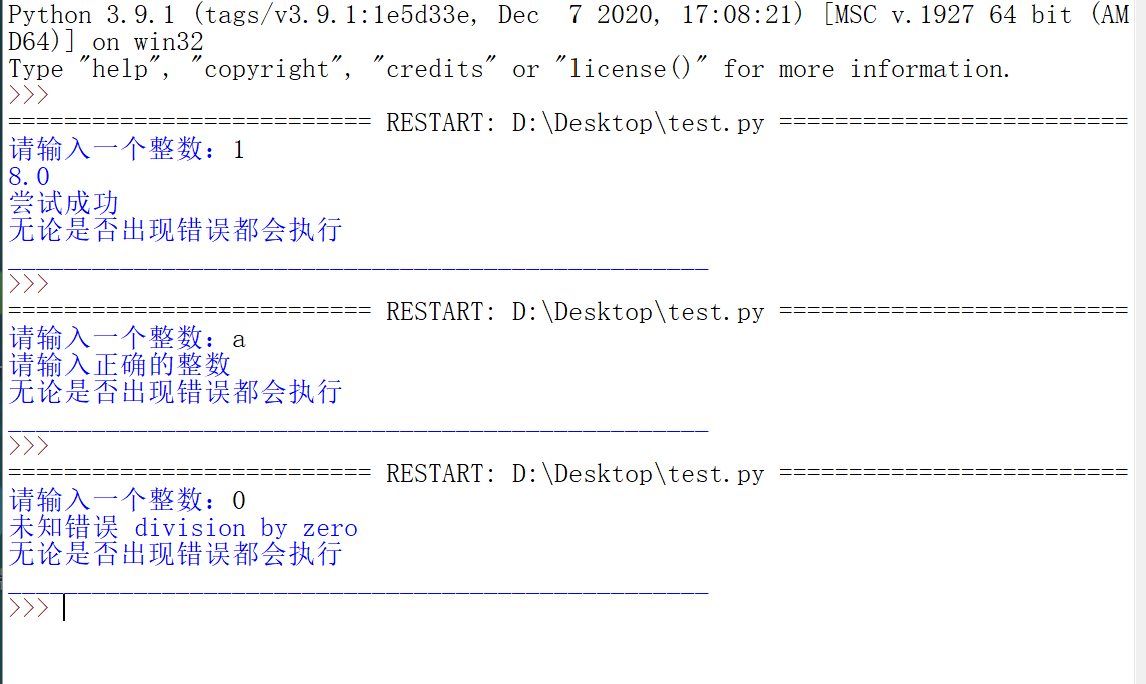 Python 3.9.1 (tags/v3.9.1:1e5d33e, Dec  7 2020, 17:08:21) [MSC v.1927 64 bit (AM
D64)] on win32
Type "help", "copyright", "credits" or "license()" for more information.
>>>
========================== RESTART: D:\Desktop\test.py =========================
请输入一个整数：1
8.0
尝试成功
无论是否出现错误都会执行
__________________________________________________
>>>
========================== RESTART: D:\Desktop\test.py =========================
请输入一个整数：a
请输入正确的整数
无论是否出现错误都会执行
__________________________________________________
>>>
========================== RESTART: D:\Desktop\test.py =========================
请输入一个整数：0
未知错误 division by zero
无论是否出现错误都会执行
__________________________________________________
>>>